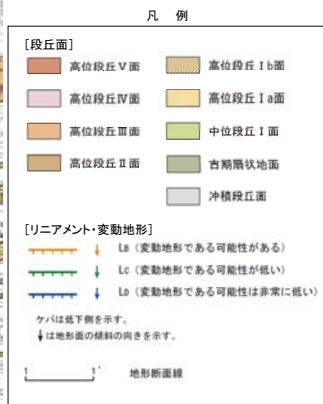 凡 例
[段丘面]
高位段丘Ⅴ面 高位段丘Ⅰb面
高位段丘Ⅳ面 高位段丘Ⅰa面
高位段丘Ⅲ面 中位段丘Ⅰ面
高位段丘Ⅱ面 古期扇状地面
沖積段丘面
[リニアメント・変動地形]
LB (変動地形である可能性がある)
LC (変動地形である可能性が低い)
LD (変動地形である可能性は非常に低い)
ケバは低下側を示す。
↓は地形面の傾斜の向きを示す。
1 1' 地形断面線